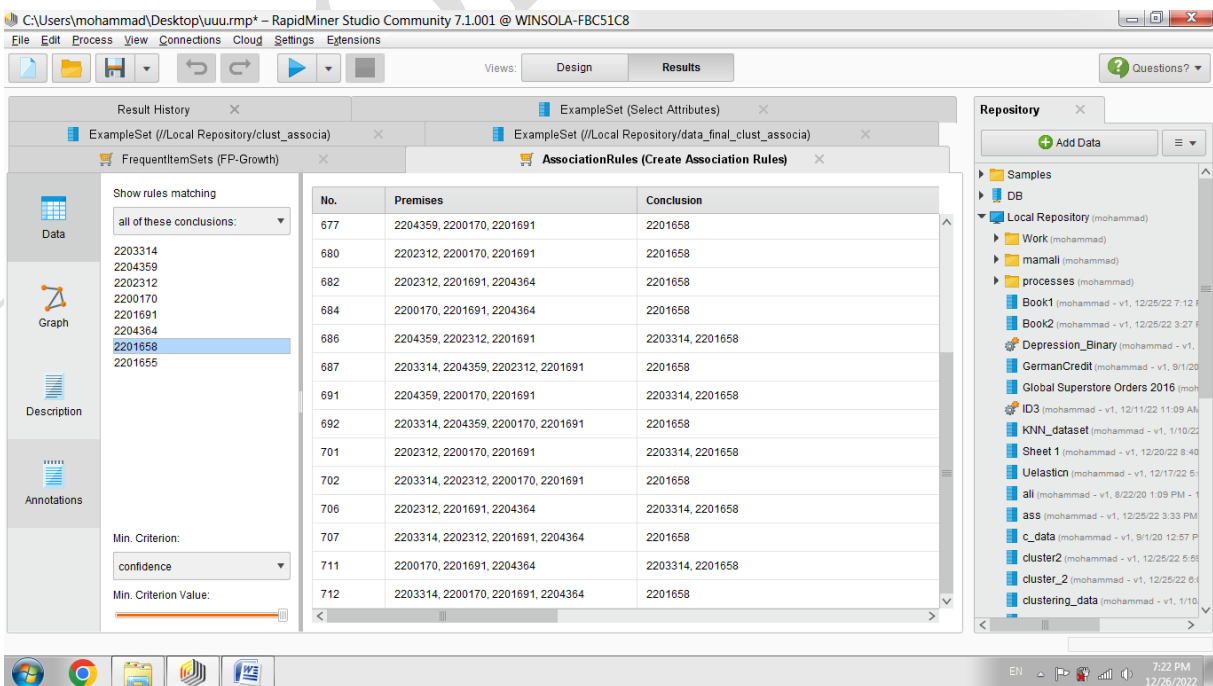 C:\Users\mohammad\Desktop\uuu.rmp* – RapidMiner Studio Community 7.1.001 @ WINSOLA-FBC51C8
File Edit Process View Connections Cloud Settings Extensions
Views: Design Results Questions? ▾
Result History ExampleSet (Select Attributes)
ExampleSet (//Local Repository/clust_associa) ExampleSet (//Local Repository/data_final_clust_associa)
FrequentItemSets (FP-Growth) AssociationRules (Create Association Rules)
Data
Graph
Description
Annotations
Show rules matching
all of these conclusions:
2203314
2204359
2202312
2200170
2201691
2204364
2201658
2201655
Min. Criterion:
confidence
Min. Criterion Value:
No. Premises Conclusion
677 2204359, 2200170, 2201691 2201658
680 2202312, 2200170, 2201691 2201658
682 2202312, 2201691, 2204364 2201658
684 2200170, 2201691, 2204364 2201658
686 2204359, 2202312, 2201691 2203314, 2201658
687 2203314, 2204359, 2202312, 2201691 2201658
691 2204359, 2200170, 2201691 2203314, 2201658
692 2203314, 2204359, 2200170, 2201691 2201658
701 2202312, 2200170, 2201691 2203314, 2201658
702 2203314, 2202312, 2200170, 2201691 2201658
706 2202312, 2201691, 2204364 2203314, 2201658
707 2203314, 2202312, 2201691, 2204364 2201658
711 2200170, 2201691, 2204364 2203314, 2201658
712 2203314, 2200170, 2201691, 2204364 2201658
Repository
Add Data
Samples
DB
Local Repository (mohammad)
Work (mohammad)
mamali (mohammad)
processes (mohammad)
Book1 (mohammad - v1, 12/25/22 7:12
Book2 (mohammad - v1, 12/25/22 3:27
Depression_Binary (mohammad - v1,
GermanCredit (mohammad - v1, 9/1/20
Global Superstore Orders 2016 (moh
ID3 (mohammad - v1, 12/11/22 11:09 AM
KNN_dataset (mohammad - v1, 1/10/22
Sheet 1 (mohammad - v1, 12/20/22 8:40
Uelasticn (mohammad - v1, 12/17/22 5:
ali (mohammad - v1, 8/22/20 1:09 PM - 1
ass (mohammad - v1, 12/25/22 3:33 PM
c_data (mohammad - v1, 9/1/20 12:57 P
cluster2 (mohammad - v1, 12/25/22 5:59
cluster_2 (mohammad - v1, 12/25/22 6:
clustering_data (mohammad - v1, 1/10
EN 7:22 PM
12/26/2022